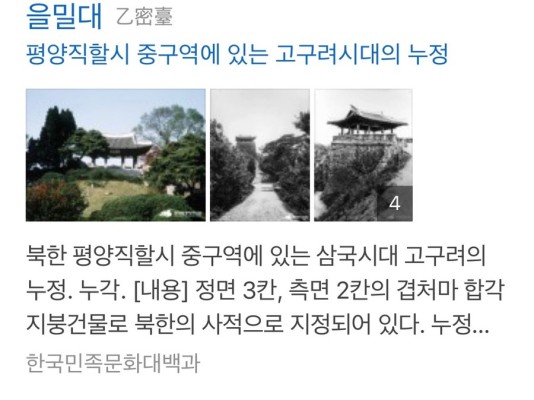 을밀대 乙密臺
평양직할시 중구역에 있는 고구려시대의 누정
4
북한 평양직할시 중구역에 있는 삼국시대 고구려의
누정. 누각. [내용] 정면 3칸, 측면 2칸의 겹처마 합각
지붕건물로 북한의 사적으로 지정되어 있다. 누정...
한국민족문화대백과